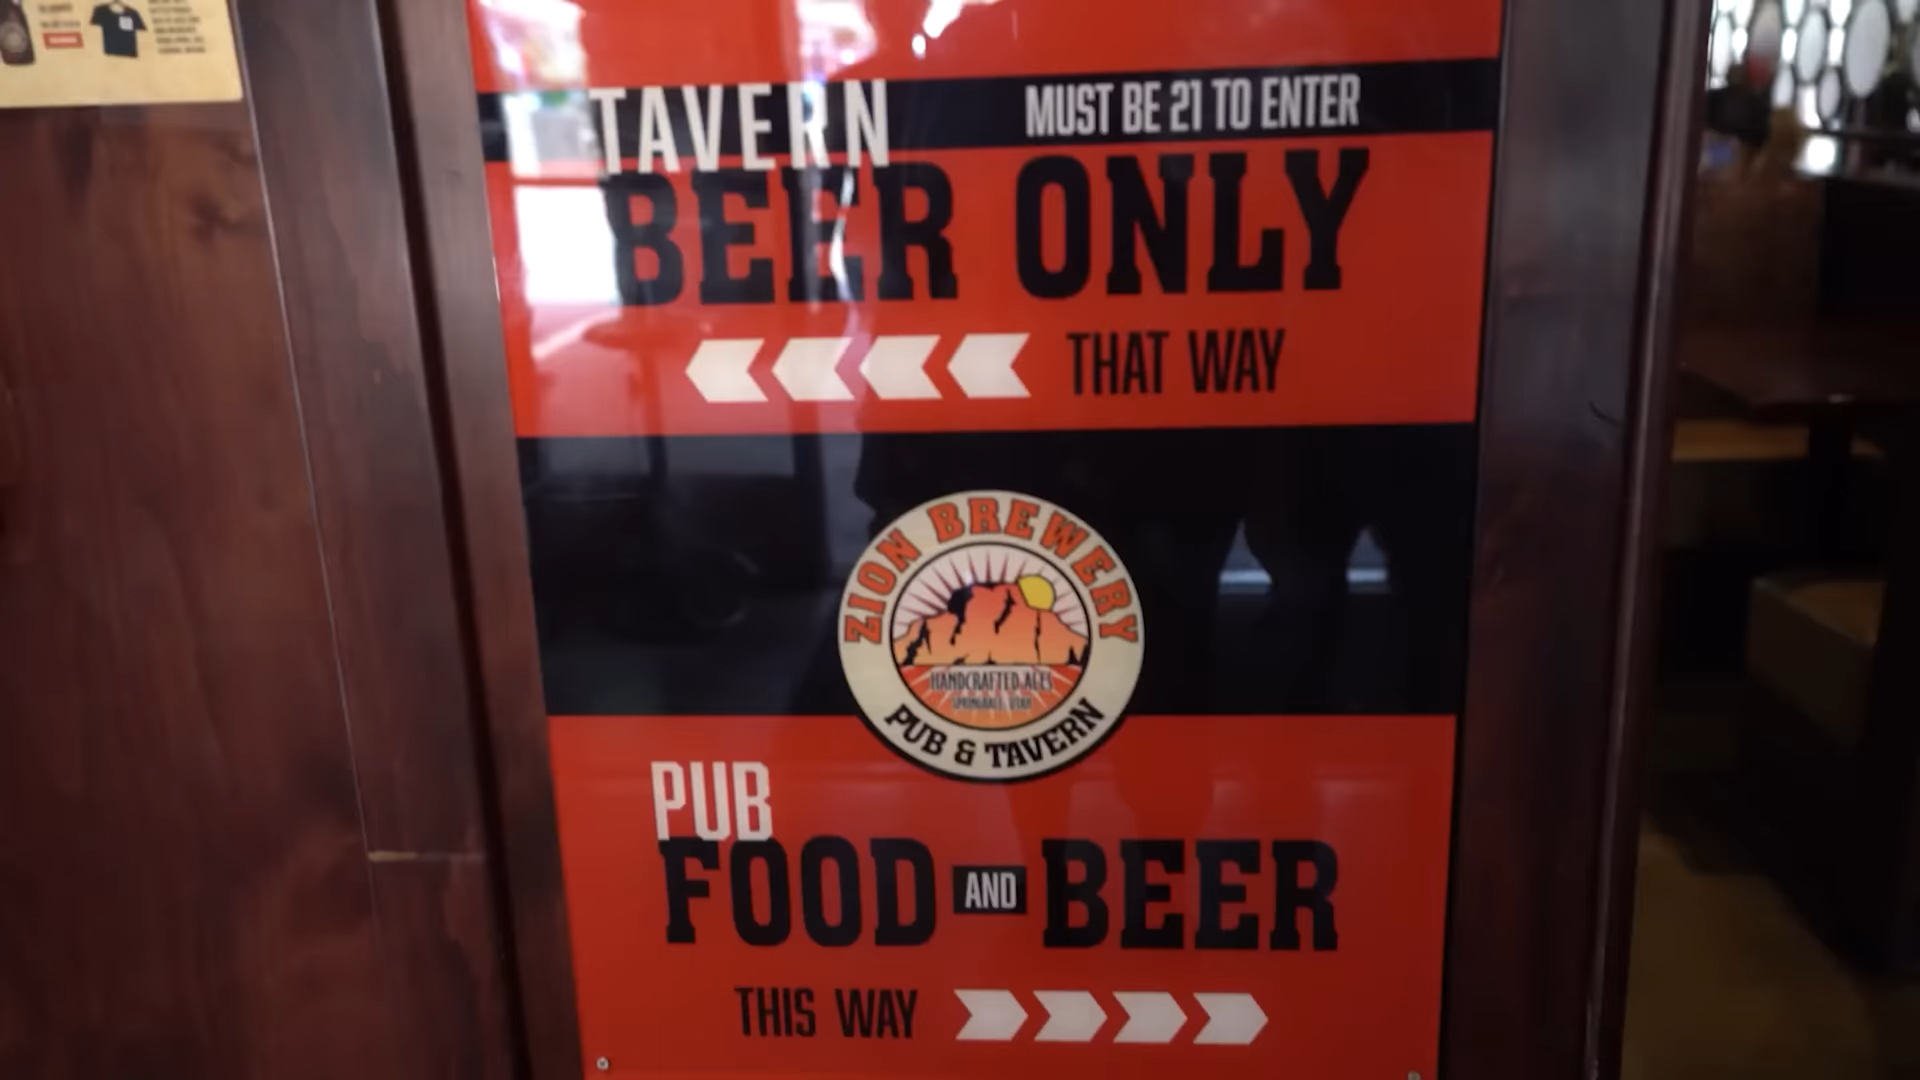 TAVERN MUST BE 21 TO ENTER
BEER ONLY
THAT WAY
ZION BREWERY
HANDCRAFTED ALES
SPRINGDALE, UTAH
PUB & TAVERN
PUB
FOOD AND BEER
THIS WAY